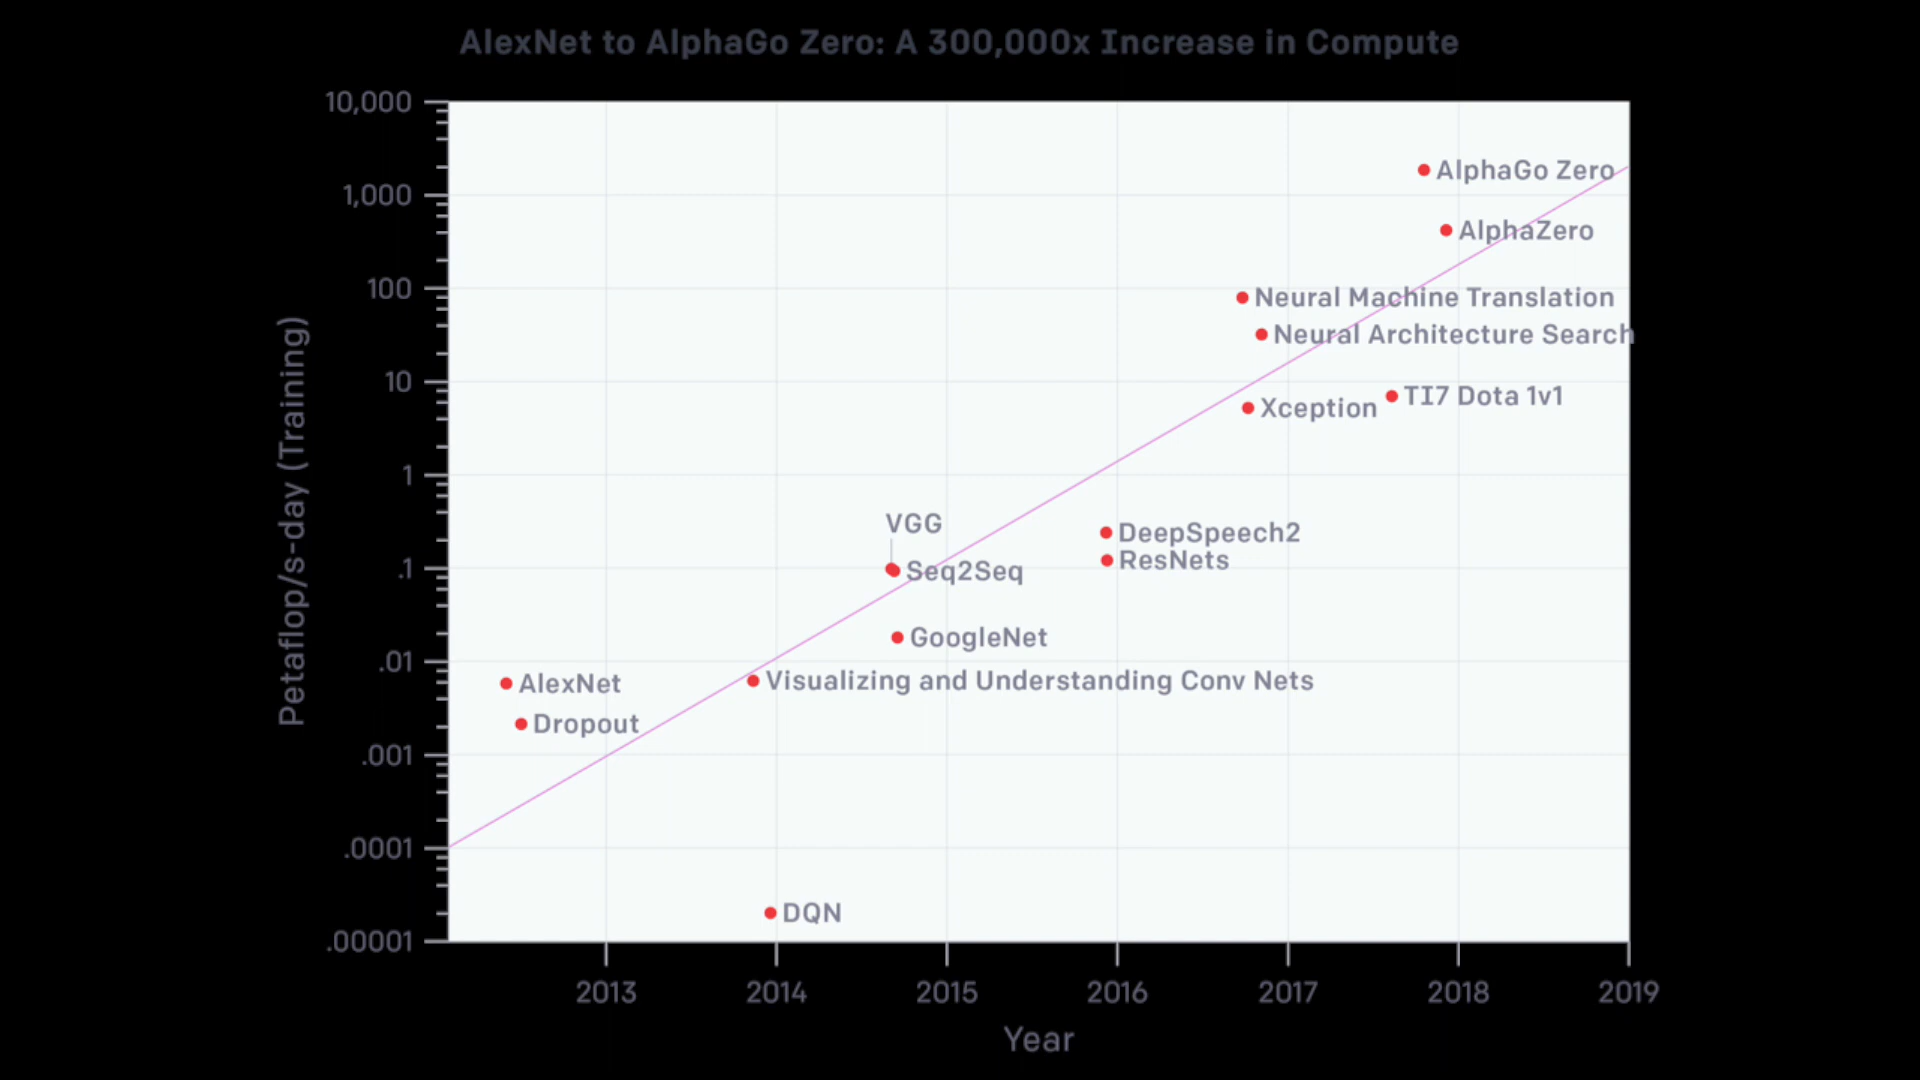 AlexNet to AlphaGo Zero: A 300,000x Increase in Compute
10,000
1,000
100
10
1
.1
.01
.001
.0001
.00001
Petaflop/s-day (Training)
AlphaGo Zero
AlphaZero
Neural Machine Translation
Neural Architecture Search
TI7 Dota 1v1
Xception
VGG
DeepSpeech2
ResNets
Seq2Seq
GoogleNet
Visualizing and Understanding Conv Nets
AlexNet
Dropout
DQN
2013 2014 2015 2016 2017 2018 2019
Year